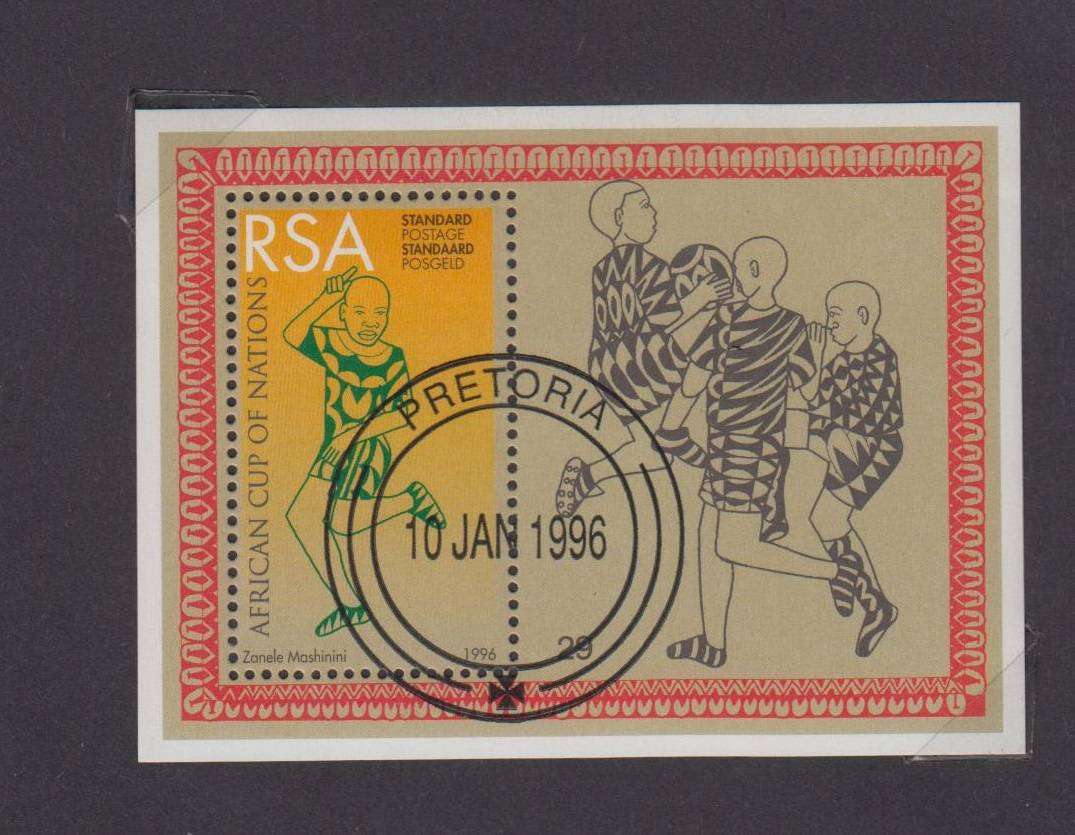 RSA
STANDARD
POSTAGE
STANDAARD
POSGELD
AFRICAN CUP OF NATIONS
PRETORIA
10 JAN 1996
29
Zanele Mashinini
1996